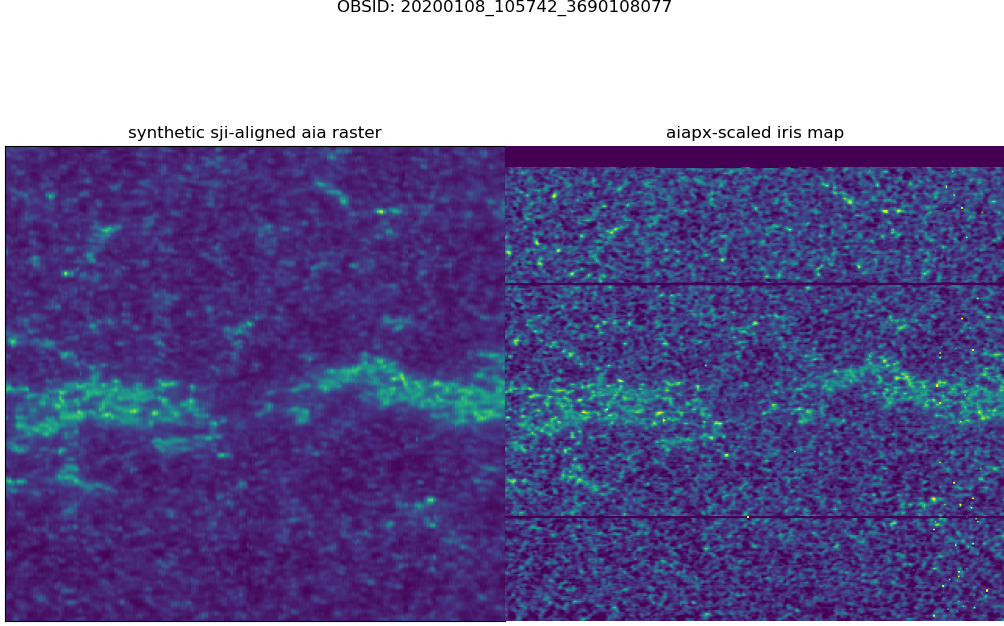 OBSID: 20200108_105742_3690108077
synthetic sji-aligned aia raster
aiapx-scaled iris map